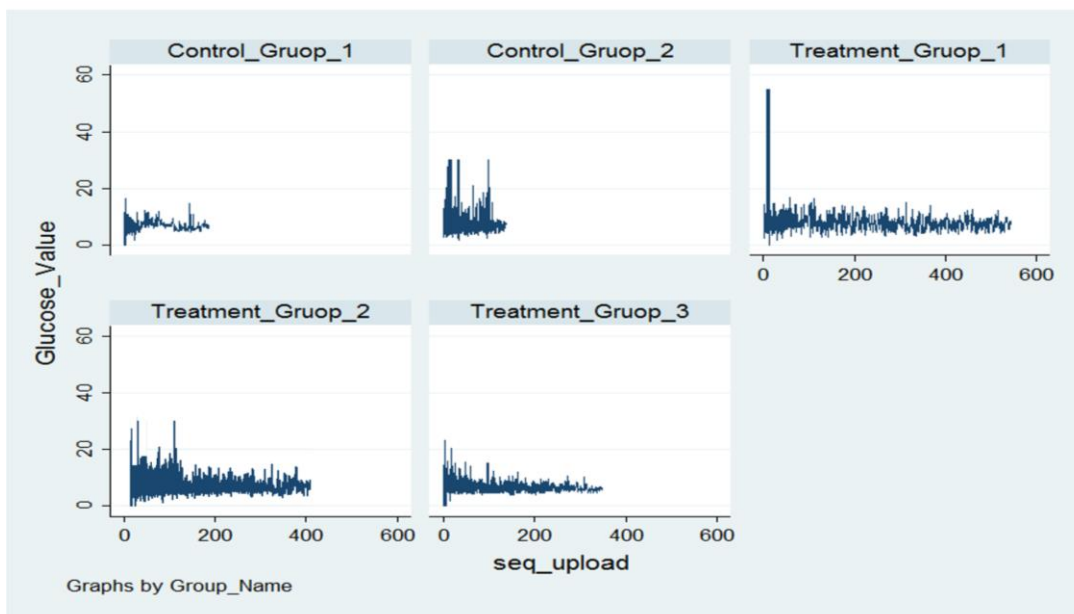 Control_Gruop_1
Control_Gruop_2
Treatment_Gruop_1
60
40
20
0
0 200 400 600
Treatment_Gruop_2
Treatment_Gruop_3
60
40
20
0
0 200 400 600
0 200 400 600
Glucose_Value
seq_upload
Graphs by Group_Name